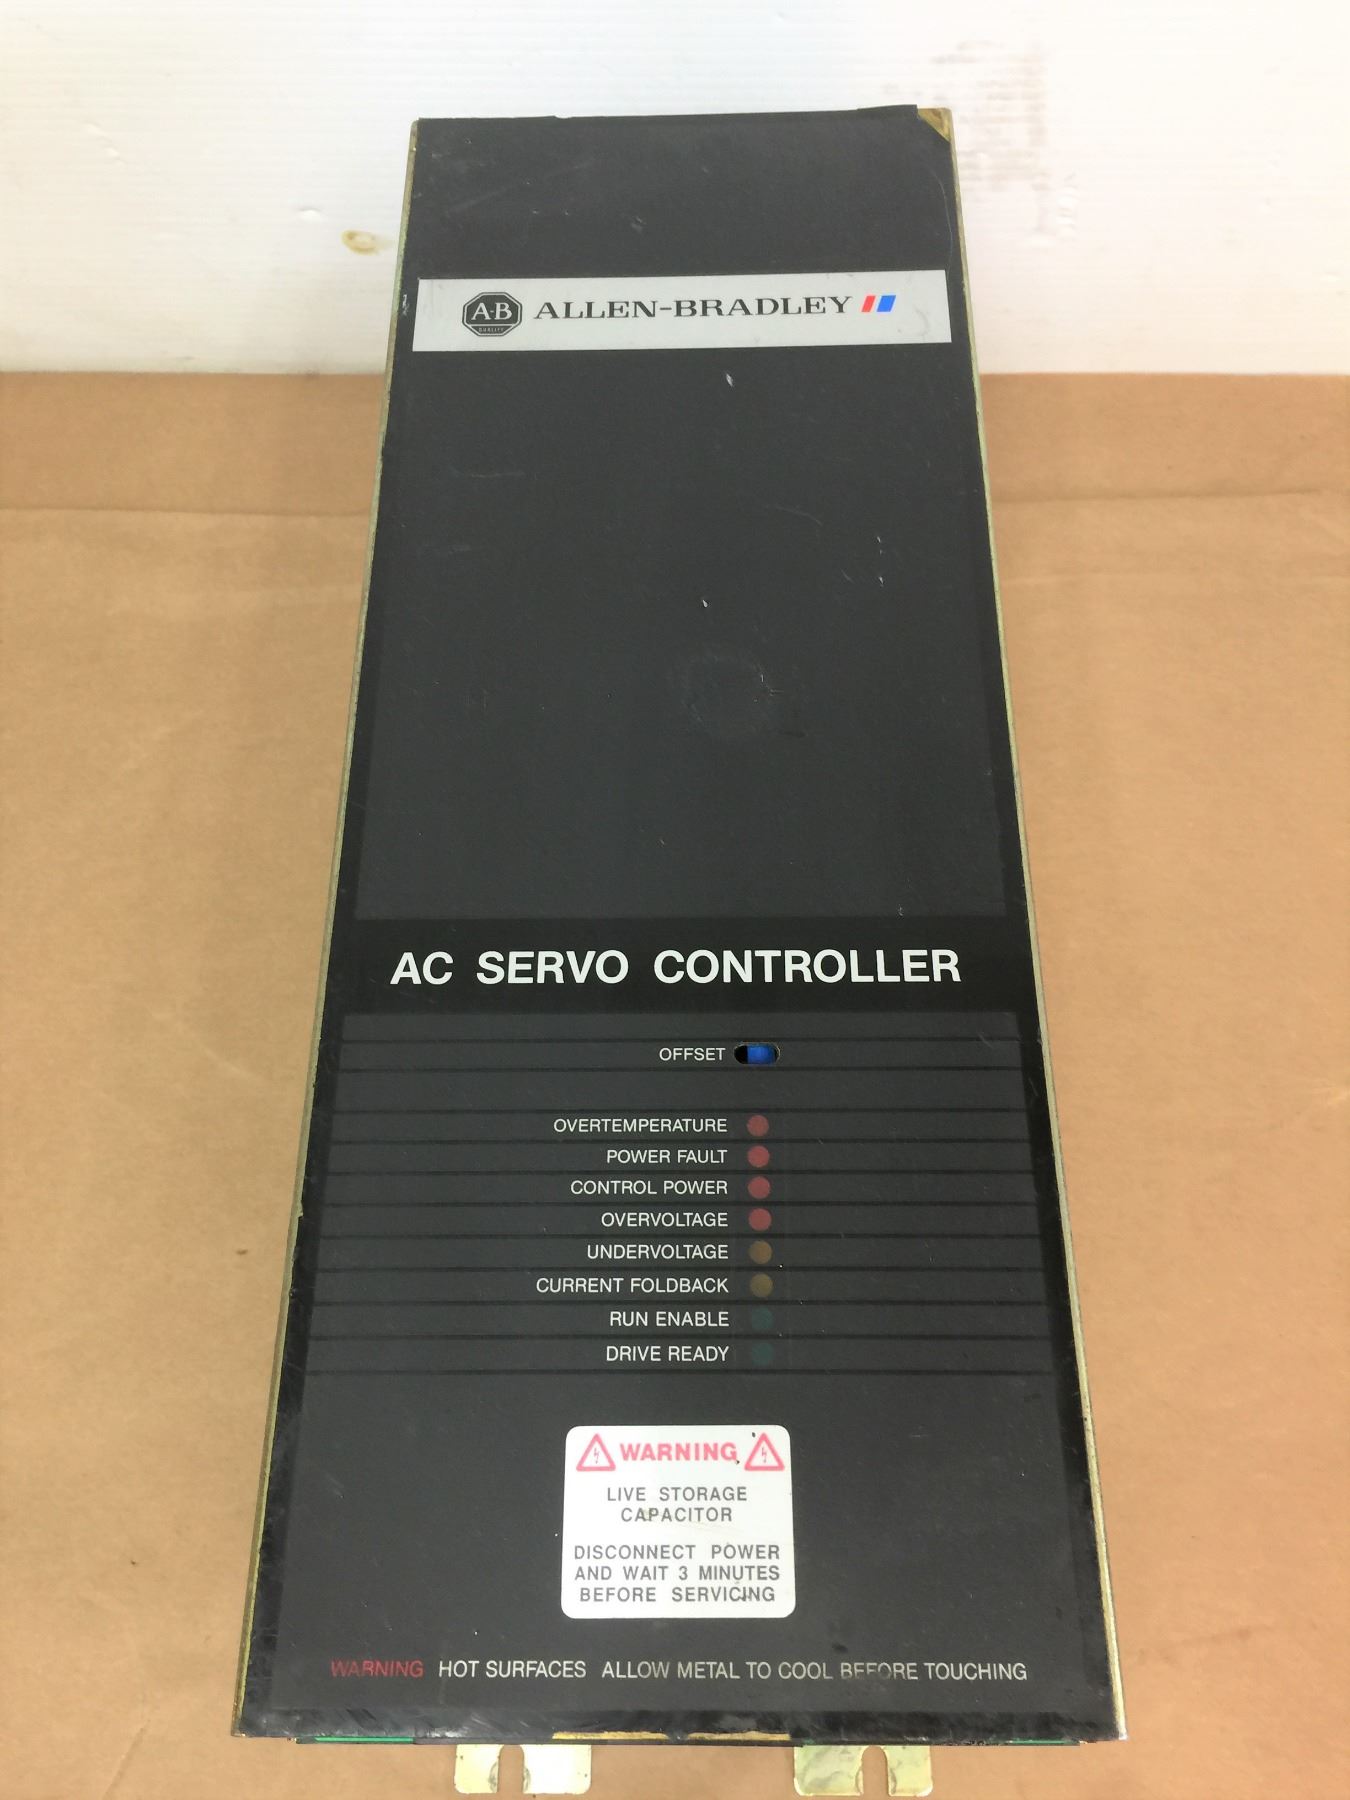 A-B
QUALITY
ALLEN-BRADLEY
AC SERVO CONTROLLER
OFFSET
OVERTEMPERATURE
POWER FAULT
CONTROL POWER
OVERVOLTAGE
UNDERVOLTAGE
CURRENT FOLDBACK
RUN ENABLE
DRIVE READY
WARNING
LIVE STORAGE
CAPACITOR
DISCONNECT POWER
AND WAIT 3 MINUTES
BEFORE SERVICING
WARNING HOT SURFACES ALLOW METAL TO COOL BEFORE TOUCHING